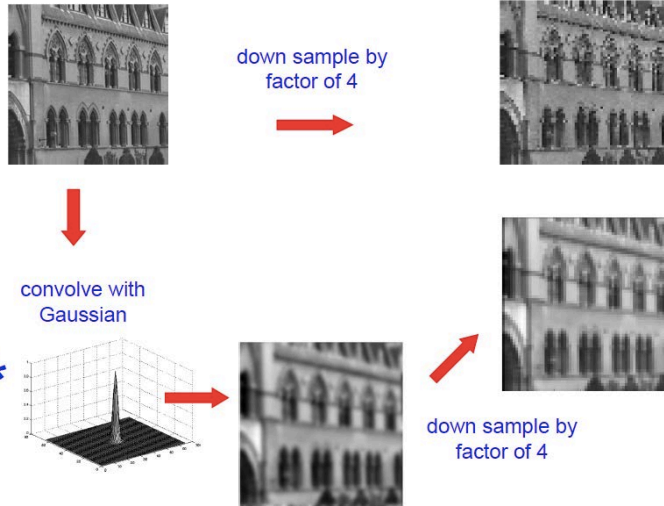 down sample by
factor of 4
convolve with
Gaussian
*
down sample by
factor of 4